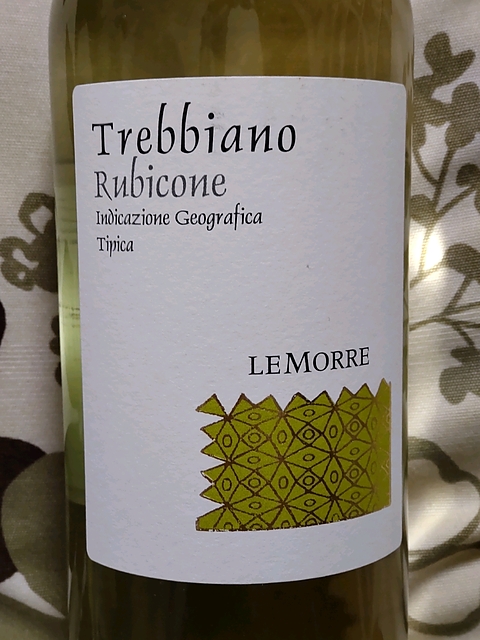 Trebbiano
Rubicone
Indicazione Geografica
Tipica
LEMORRE